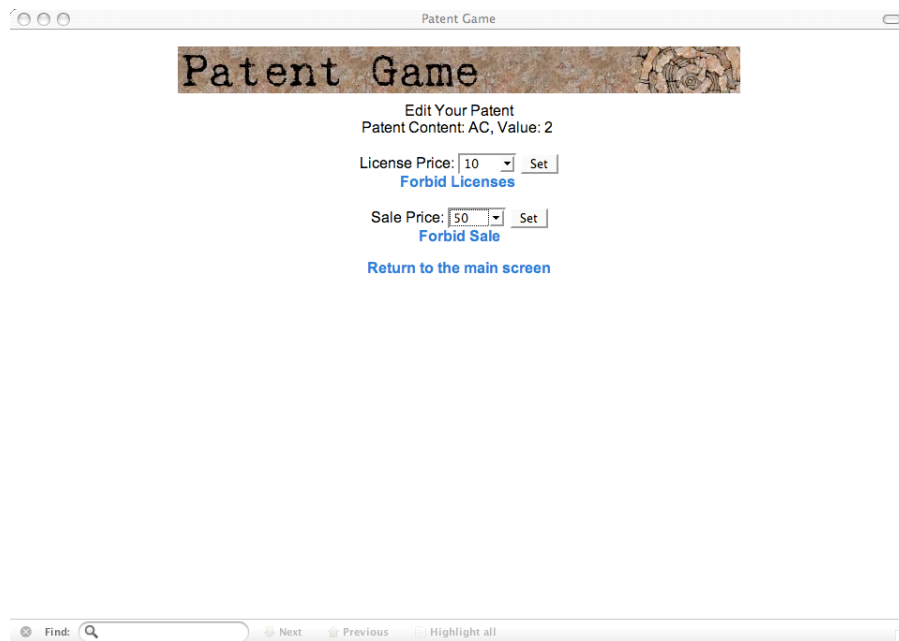 Patent Game
Patent Game
Edit Your Patent
Patent Content: AC, Value: 2
License Price: 10 Set
Forbid Licenses
Sale Price: 50 Set
Forbid Sale
Return to the main screen
Find: Next Previous Highlight all